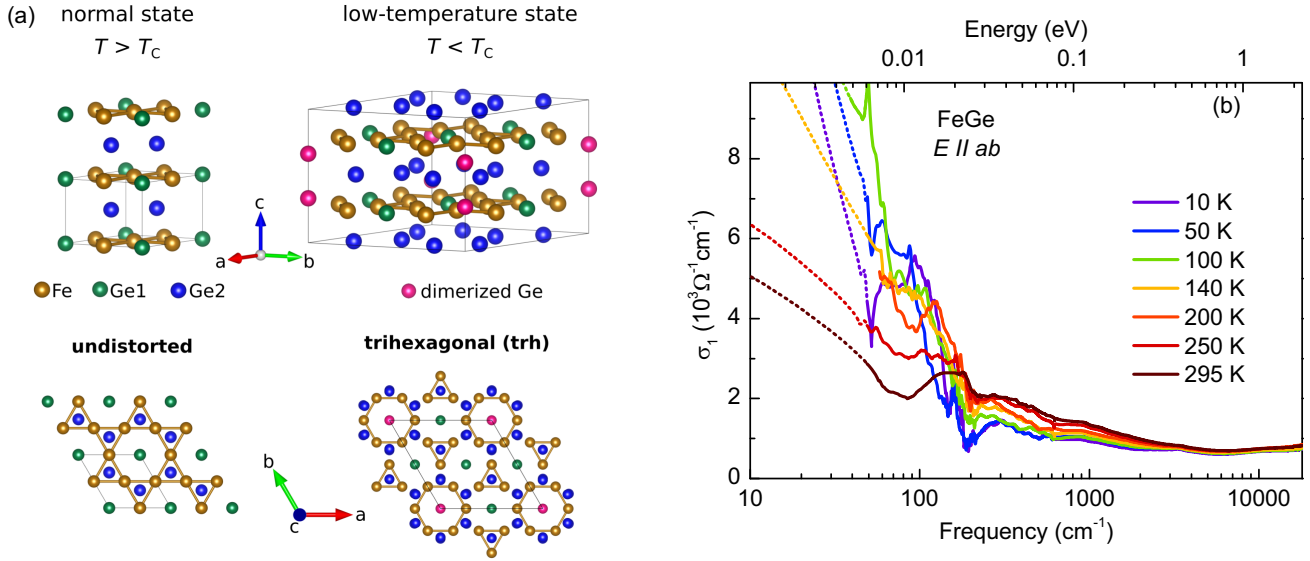 (a)
normal state
T > T_C
low-temperature state
T < T_C
c
a
b
Fe
Ge1
Ge2
dimerized Ge
undistorted
trihexagonal (trh)
b
c
a
Energy (eV)
0.01
0.1
1
(b)
FeGe
E II ab
10 K
50 K
100 K
140 K
200 K
250 K
295 K
8
6
4
2
0
σ₁ (10³Ω⁻¹cm⁻¹)
10
100
1000
10000
Frequency (cm⁻¹)